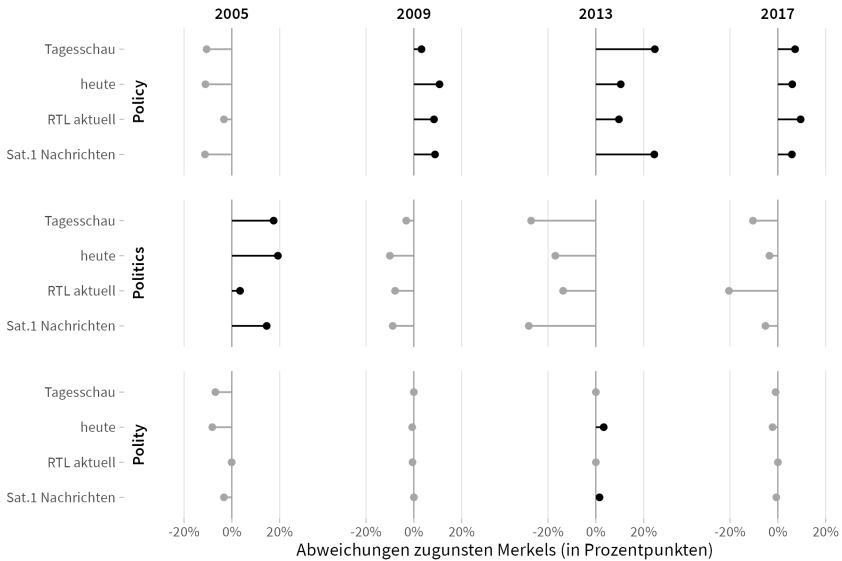 2005 2009 2013 2017
Policy
Tagesschau
heute
RTL aktuell
Sat.1 Nachrichten
Politics
Tagesschau
heute
RTL aktuell
Sat.1 Nachrichten
Polity
Tagesschau
heute
RTL aktuell
Sat.1 Nachrichten
-20% 0% 20% -20% 0% 20% -20% 0% 20% -20% 0% 20%
Abweichungen zugunsten Merkels (in Prozentpunkten)